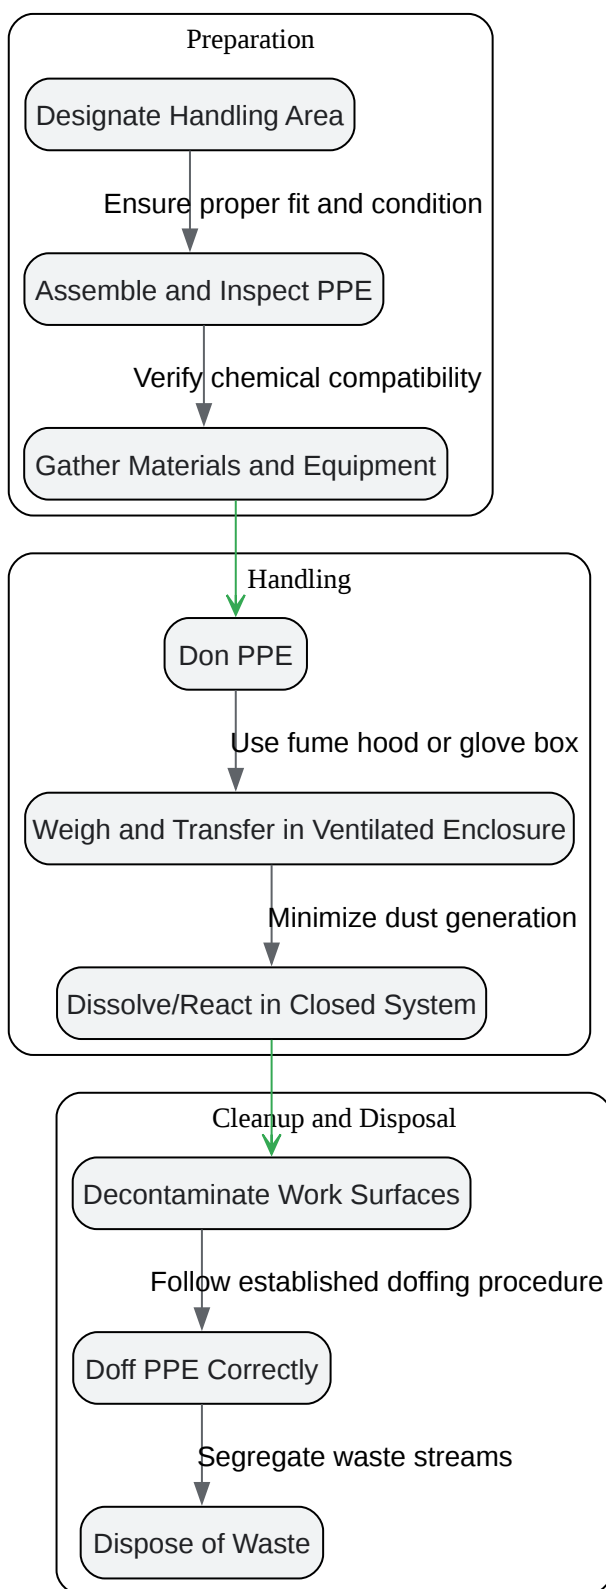 Preparation
Designate Handling Area
Ensure proper fit and condition
Assemble and Inspect PPE
Verify chemical compatibility
Gather Materials and Equipment
Handling
Don PPE
Use fume hood or glove box
Weigh and Transfer in Ventilated Enclosure
Minimize dust generation
Dissolve/React in Closed System
Cleanup and Disposal
Decontaminate Work Surfaces
Follow established doffing procedure
Doff PPE Correctly
Segregate waste streams
Dispose of Waste